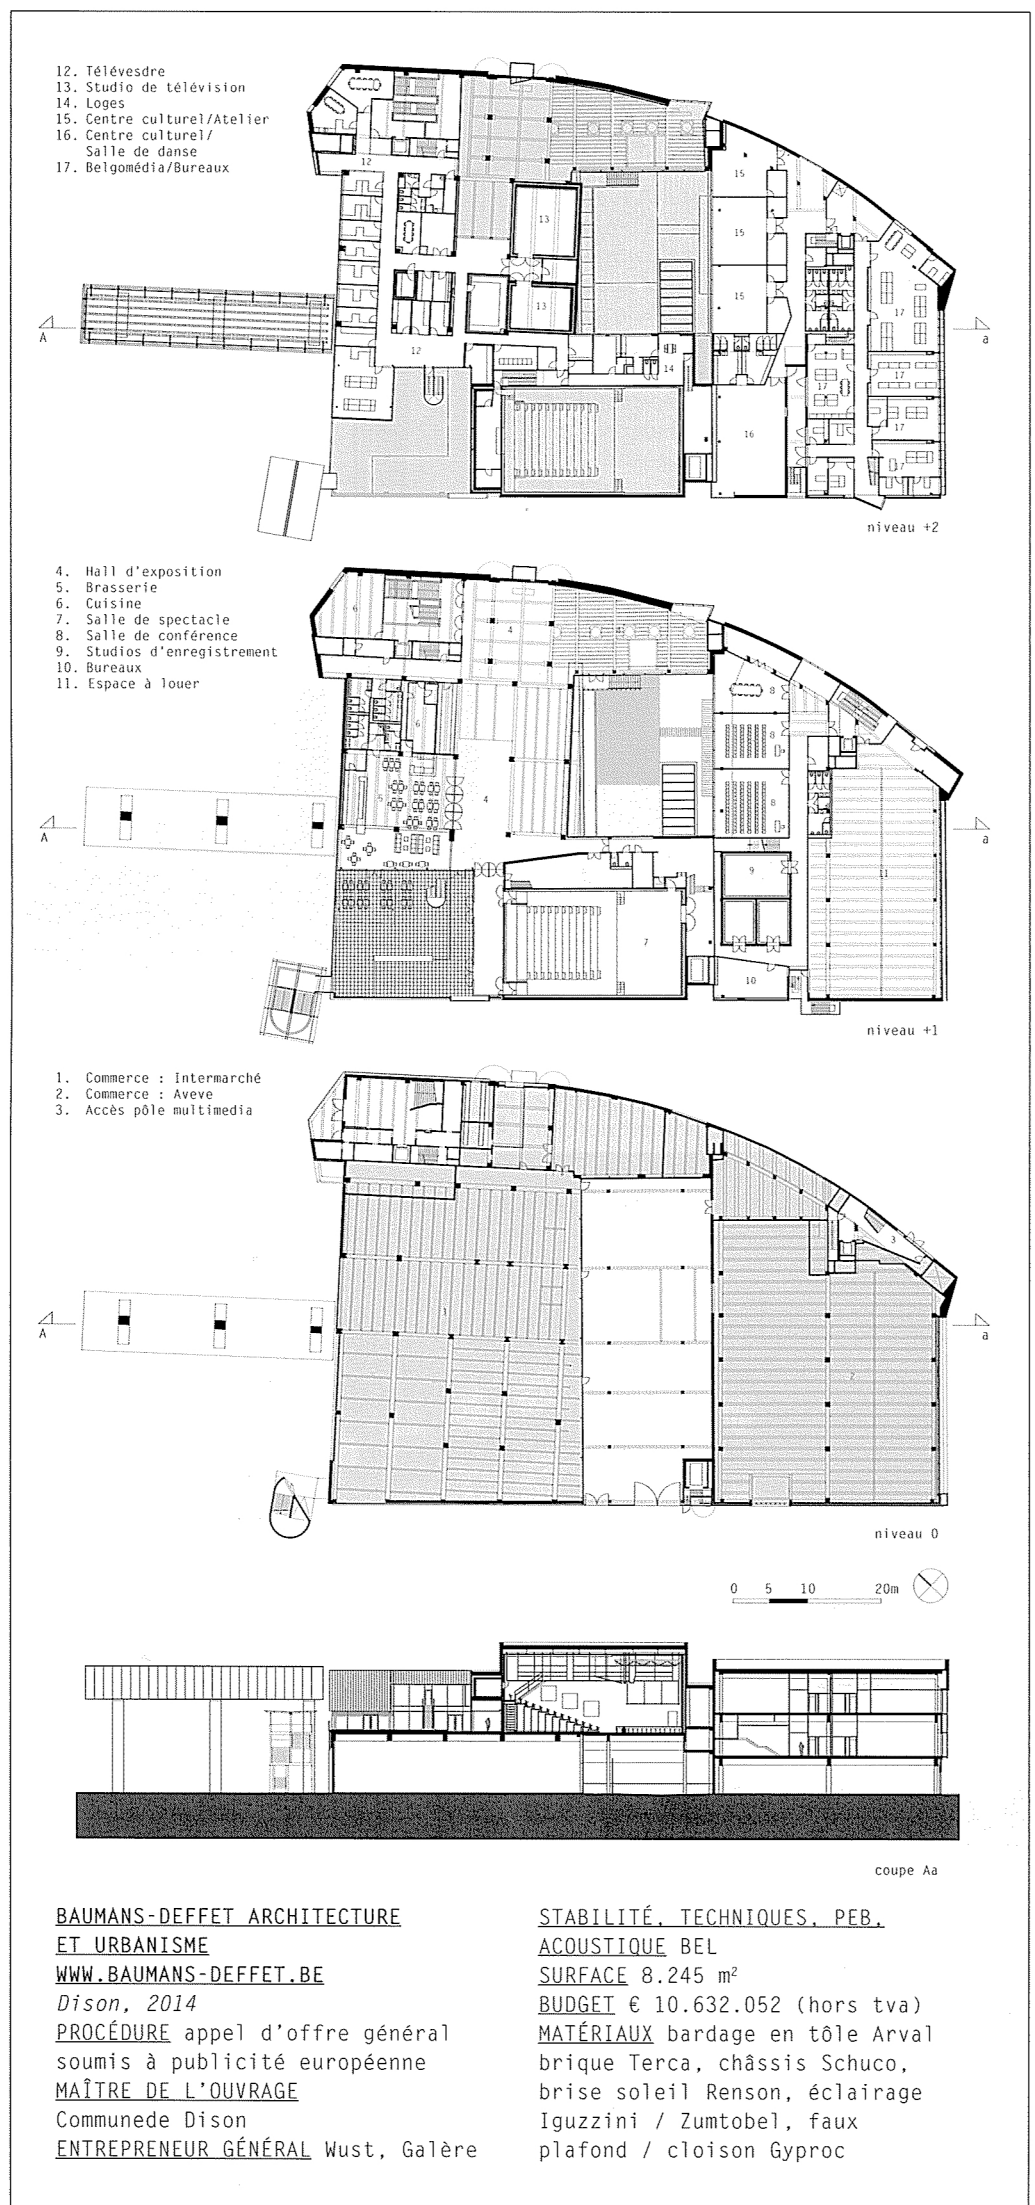 12. Télévesdre
13. Studio de télévision
14. Loges
15. Centre culturel/Atelier
16. Centre culturel/
Salle de danse
17. Belgomédia/Bureaux
12
13
13
12
14
15
15
15
16
17
17
17
17
17
A
a
niveau +2
4. Hall d'exposition
5. Brasserie
6. Cuisine
7. Salle de spectacle
8. Salle de conférence
9. Studios d'enregistrement
10. Bureaux
11. Espace à louer
6
4
6
5
4
8
8
8
9
11
7
10
A
a
niveau +1
1. Commerce : Intermarché
2. Commerce : Aveve
3. Accès pôle multimedia
3
1
2
A
a
niveau 0
0 5 10 20m
coupe Aa
BAUMANS-DEFFET ARCHITECTURE
ET URBANISME
WWW.BAUMANS-DEFFET.BE
Dison, 2014
PROCÉDURE appel d'offre général
soumis à publicité européenne
MAÎTRE DE L'OUVRAGE
Communede Dison
ENTREPRENEUR GÉNÉRAL Wust, Galère
STABILITÉ, TECHNIQUES, PEB,
ACOUSTIQUE BEL
SURFACE 8.245 m²
BUDGET € 10.632.052 (hors tva)
MATÉRIAUX bardage en tôle Arval
brique Terca, châssis Schuco,
brise soleil Renson, éclairage
Iguzzini / Zumtobel, faux
plafond / cloison Gyproc